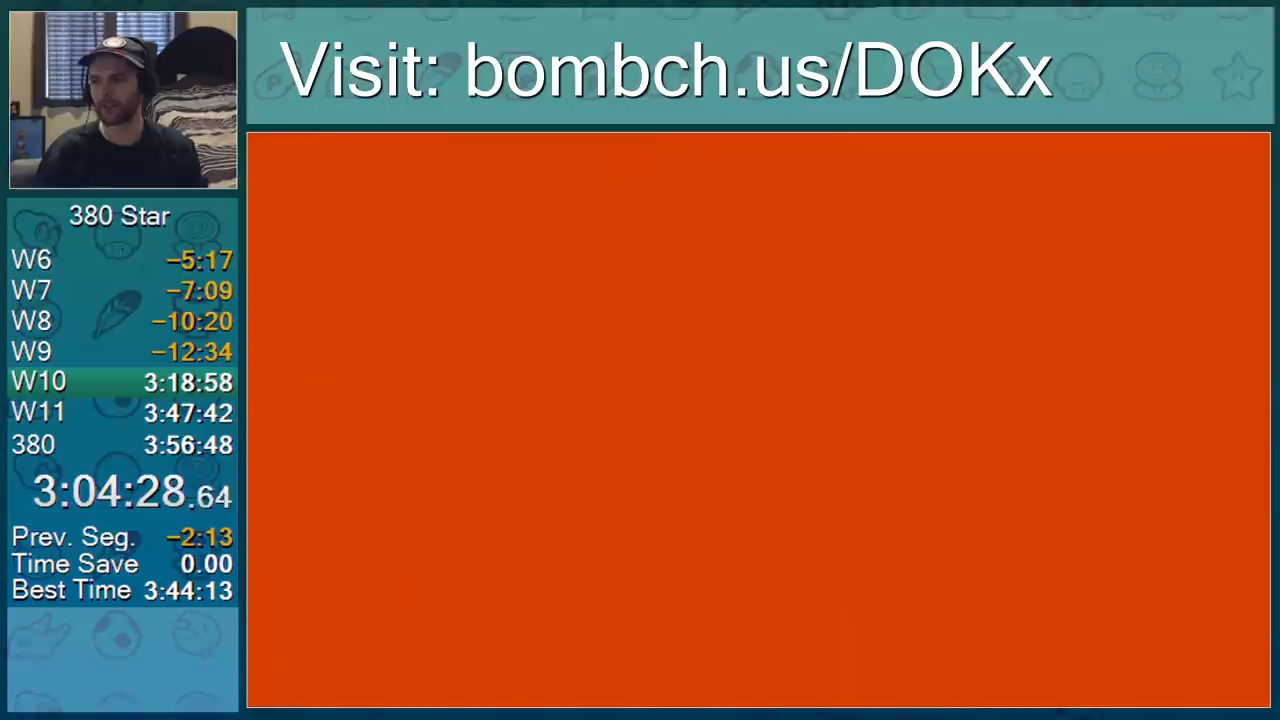 Visit: bombch.us/DOKx
380 Star
W6 −5:17
W7 −7:09
W8 −10:20
W9 −12:34
W10 3:18:58
W11 3:47:42
380 3:56:48
3:04:28.64
Prev. Seg. −2:13
Time Save 0.00
Best Time 3:44:13